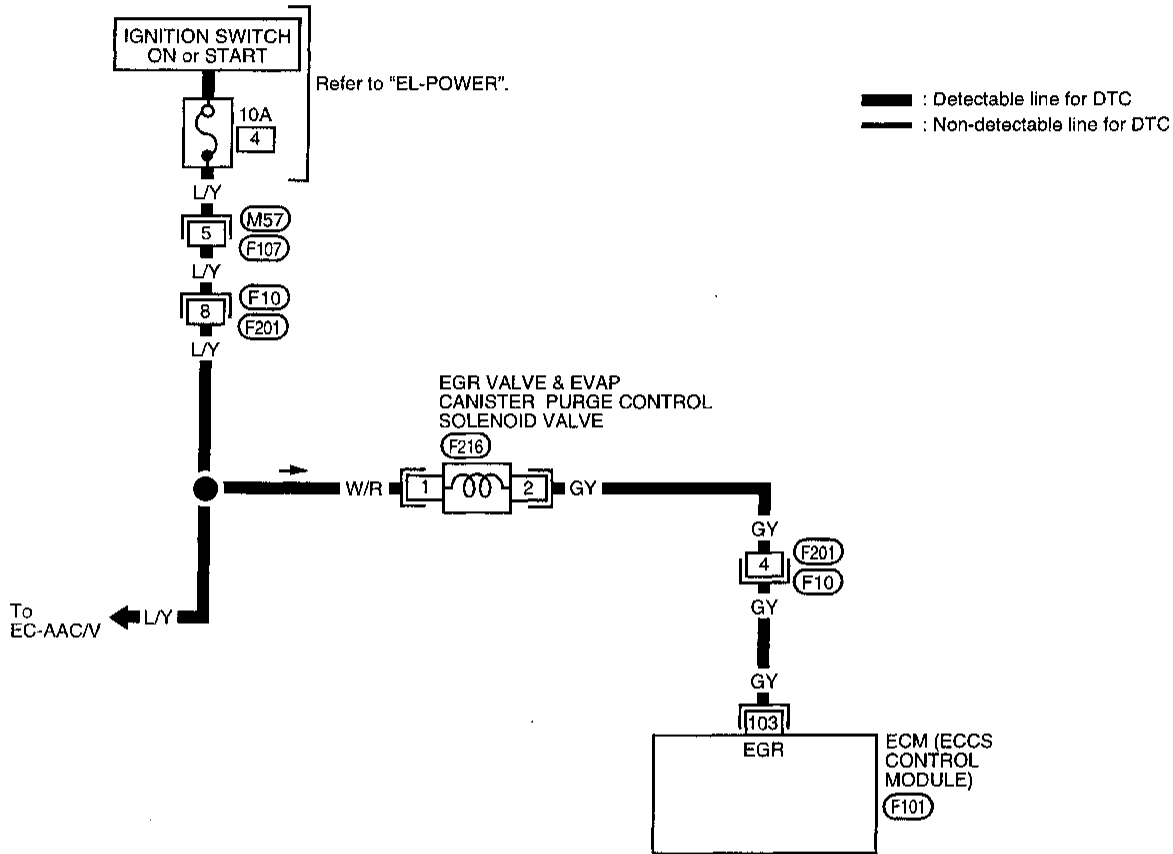 IGNITION SWITCH
ON or START
Refer to "EL-POWER".
10A
4
: Detectable line for DTC
: Non-detectable line for DTC
L/Y
5
M57
F107
L/Y
8
F10
F201
L/Y
EGR VALVE & EVAP
CANISTER PURGE CONTROL
SOLENOID VALVE
F216
W/R
1
2
GY
GY
4
F201
F10
GY
To
EC-AAC/V
L/Y
GY
103
EGR
ECM (ECCS
CONTROL
MODULE)
F101